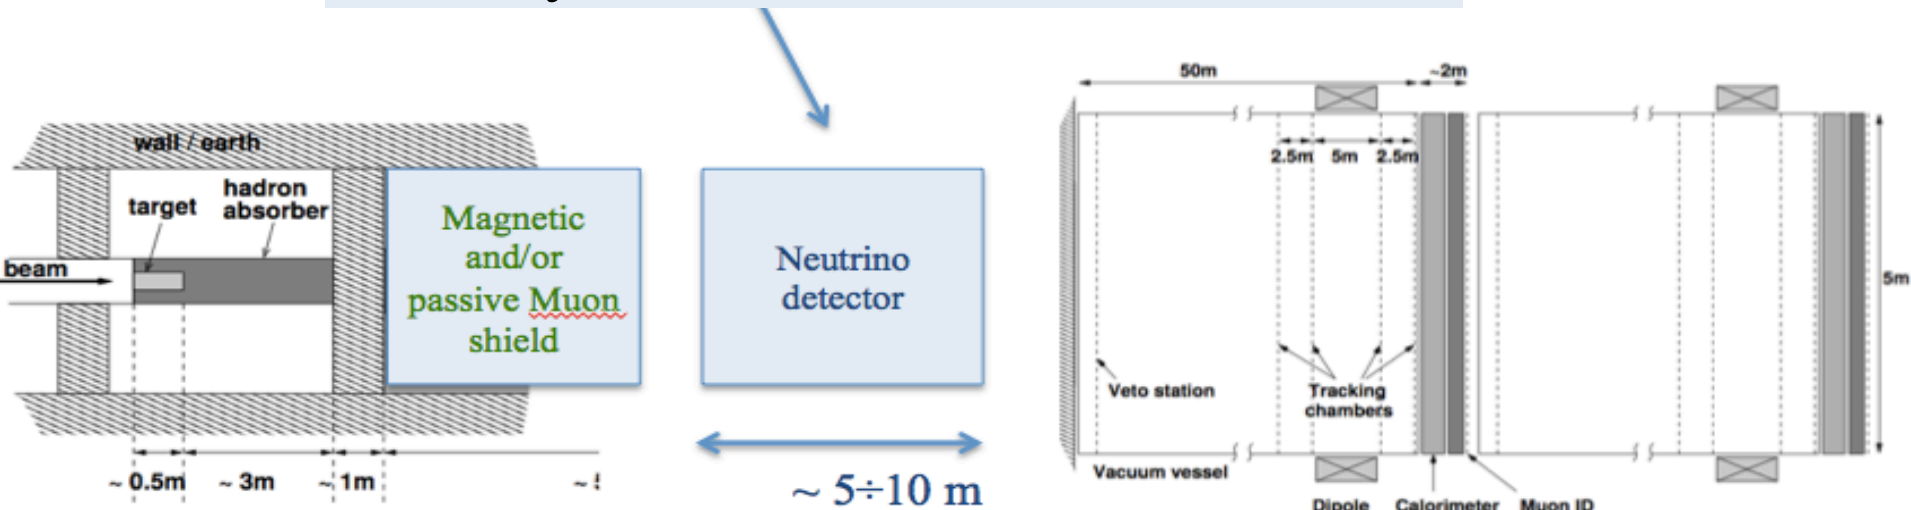 50m
~2m
wall / earth
2.5m 5m 2.5m
hadron
absorber
target
Magnetic
and/or
passive Muon
shield
Neutrino
detector
beam
5m
Veto station
Tracking
chambers
Vacuum vessel
~ 0.5m ~ 3m ~ 1m
~ 5÷10 m
Dipole Calorimeter Muon ID